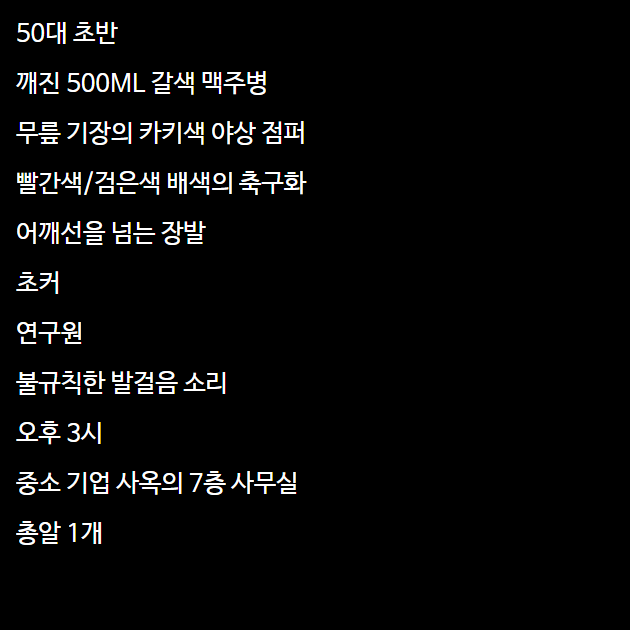 50대 초반
깨진 500ML 갈색 맥주병
무릎 기장의 카키색 야상 점퍼
빨간색/검은색 배색의 축구화
어깨선을 넘는 장발
초커
연구원
불규칙한 발걸음 소리
오후 3시
중소 기업 사옥의 7층 사무실
총알 1개